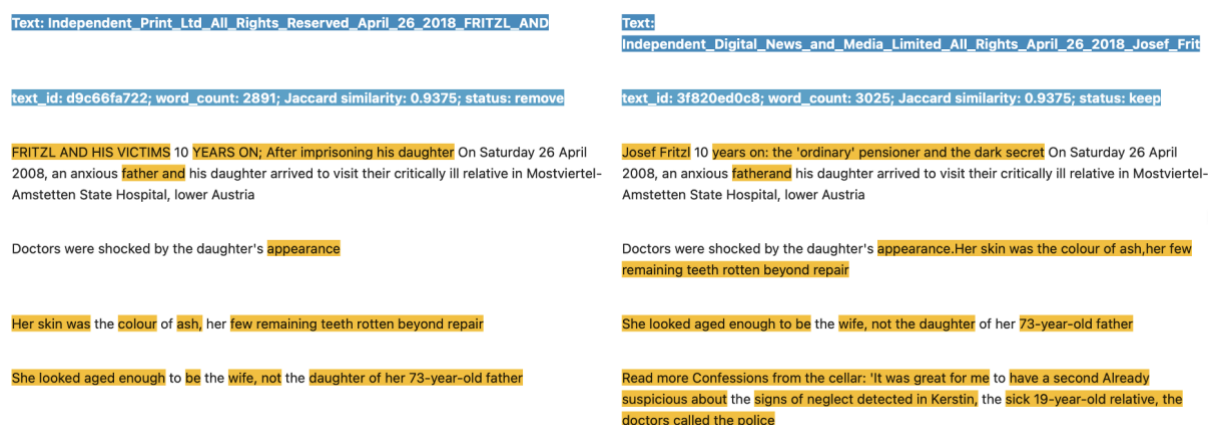 Text: Independent_Print_Ltd_All_Rights_Reserved_April_26_2018_FRITZL_AND
text_id: d9c66fa722; word_count: 2891; Jaccard similarity: 0.9375; status: remove
FRITZL AND HIS VICTIMS 10 YEARS ON; After imprisoning his daughter On Saturday 26 April
2008, an anxious father and his daughter arrived to visit their critically ill relative in Mostviertel-
Amstetten State Hospital, lower Austria
Doctors were shocked by the daughter's appearance
Her skin was the colour of ash, her few remaining teeth rotten beyond repair
She looked aged enough to be the wife, not the daughter of her 73-year-old father
Text:
Independent_Digital_News_and_Media_Limited_All_Rights_April_26_2018_Josef_Frit
text_id: 3f820ed0c8; word_count: 3025; Jaccard similarity: 0.9375; status: keep
Josef Fritzl 10 years on: the 'ordinary' pensioner and the dark secret On Saturday 26 April
2008, an anxious fatherand his daughter arrived to visit their critically ill relative in Mostviertel-
Amstetten State Hospital, lower Austria
Doctors were shocked by the daughter's appearance.Her skin was the colour of ash,her few
remaining teeth rotten beyond repair
She looked aged enough to be the wife, not the daughter of her 73-year-old father
Read more Confessions from the cellar: 'It was great for me to have a second Already
suspicious about the signs of neglect detected in Kerstin, the sick 19-year-old relative, the
doctors called the police